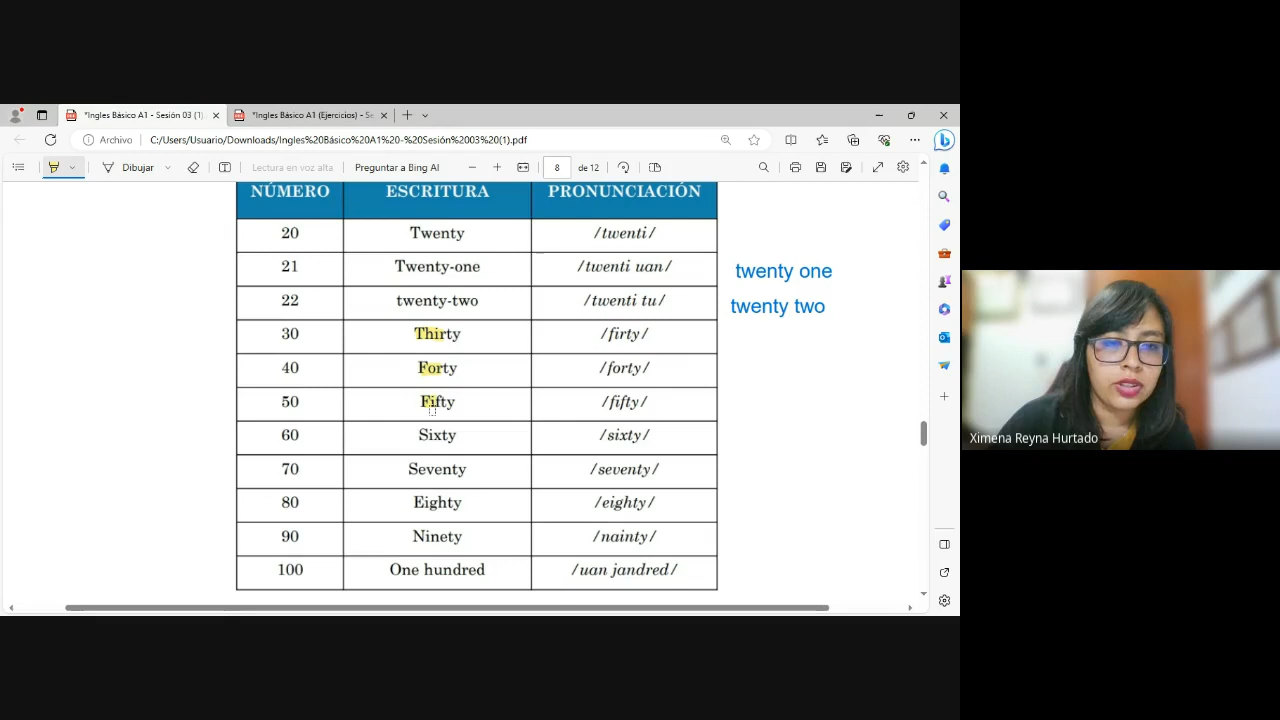 *Ingles Básico A1 - Sesión 03 (1).
*Ingles Básico A1 (Ejercicios) - Se
Archivo
C:/Users/Usuario/Downloads/Ingles%20Básico%20A1%20-%20Sesión%2003%20(1).pdf
Dibujar
Lectura en voz alta
Preguntar a Bing AI
8
de 12
NÚMERO ESCRITURA PRONUNCIACIÓN
20 Twenty /twenti/
21 Twenty-one /twenti uan/ twenty one
22 twenty-two /twenti tu/ twenty two
30 Thirty /firty/
40 Forty /forty/
50 Fifty /fifty/
60 Sixty /sixty/
70 Seventy /seventy/
80 Eighty /eighty/
90 Ninety /nainty/
100 One hundred /uan jandred/
Ximena Reyna Hurtado